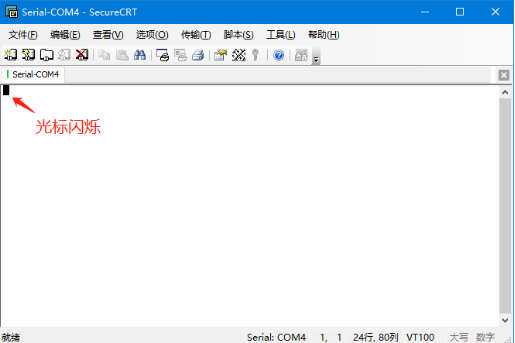 Serial-COM4 - SecureCRT
文件(F) 编辑(E) 查看(V) 选项(O) 传输(T) 脚本(S) 工具(L) 帮助(H)
Serial-COM4
光标闪烁
就绪 Serial: COM4 1, 1 24行, 80列 VT100 大写 数字